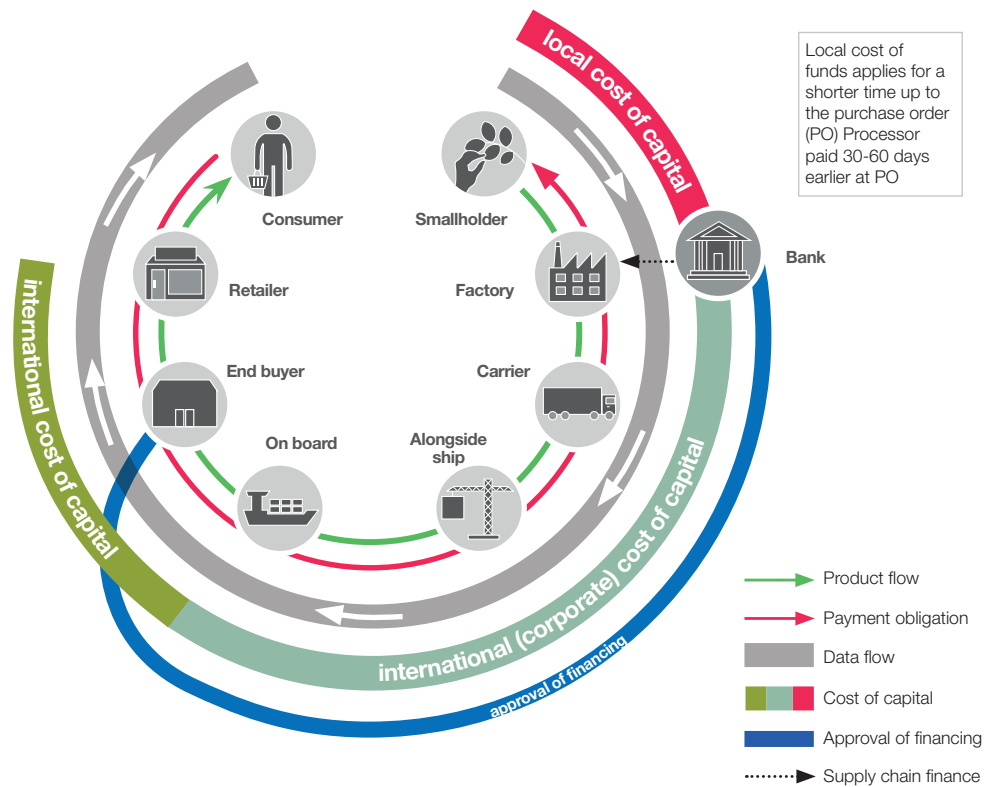 local cost of capital
Local cost of
funds applies for a
shorter time up to
the purchase order
(PO) Processor
paid 30-60 days
earlier at PO
Consumer
Smallholder
Bank
Retailer
Factory
international cost of capital
End buyer
Carrier
On board
Alongside
ship
international (corporate) cost of capital
approval of financing
Product flow
Payment obligation
Data flow
Cost of capital
Approval of financing
Supply chain finance